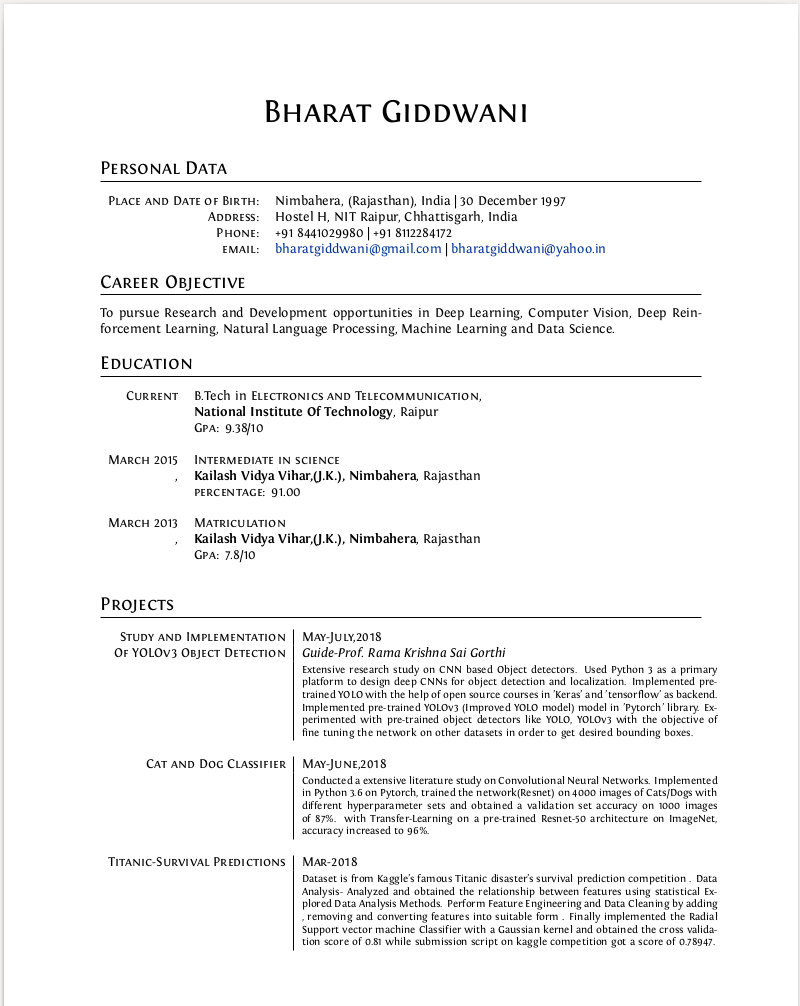 Bharat Giddwani
Personal Data
Place and Date of Birth: Nimbahera, (Rajasthan), India | 30 December 1997
Address: Hostel H, NIT Raipur, Chhattisgarh, India
Phone: +91 8441029980 | +91 8112284172
email: bharatgiddwani@gmail.com | bharatgiddwani@yahoo.in
Career Objective
To pursue Research and Development opportunities in Deep Learning, Computer Vision, Deep Rein-
forcement Learning, Natural Language Processing, Machine Learning and Data Science.
Education
Current B.Tech in Electronics and Telecommunication,
National Institute Of Technology, Raipur
Gpa: 9.38/10
March 2015 Intermediate in science
, Kailash Vidya Vihar,(J.K.), Nimbahera, Rajasthan
percentage: 91.00
March 2013 Matriculation
, Kailash Vidya Vihar,(J.K.), Nimbahera, Rajasthan
Gpa: 7.8/10
Projects
Study and Implementation May-July,2018
Of YOLOv3 Object Detection Guide-Prof. Rama Krishna Sai Gorthi
Extensive research study on CNN based Object detectors. Used Python 3 as a primary
platform to design deep CNNs for object detection and localization. Implemented pre-
trained YOLO with the help of open source courses in 'Keras' and 'tensorflow' as backend.
Implemented pre-trained YOLOv3 (Improved YOLO model) model in 'Pytorch' library. Ex-
perimented with pre-trained object detectors like YOLO, YOLOv3 with the objective of
fine tuning the network on other datasets in order to get desired bounding boxes.
Cat and Dog Classifier May-June,2018
Conducted a extensive literature study on Convolutional Neural Networks. Implemented
in Python 3.6 on Pytorch, trained the network(Resnet) on 4000 images of Cats/Dogs with
different hyperparameter sets and obtained a validation set accuracy on 1000 images
of 87%. with Transfer-Learning on a pre-trained Resnet-50 architecture on ImageNet,
accuracy increased to 96%.
Titanic-Survival Predictions Mar-2018
Dataset is from Kaggle's famous Titanic disaster's survival prediction competition . Data
Analysis- Analyzed and obtained the relationship between features using statistical Ex-
plored Data Analysis Methods. Perform Feature Engineering and Data Cleaning by adding
, removing and converting features into suitable form . Finally implemented the Radial
Support vector machine Classifier with a Gaussian kernel and obtained the cross valida-
tion score of 0.81 while submission script on kaggle competition got a score of 0.78947.